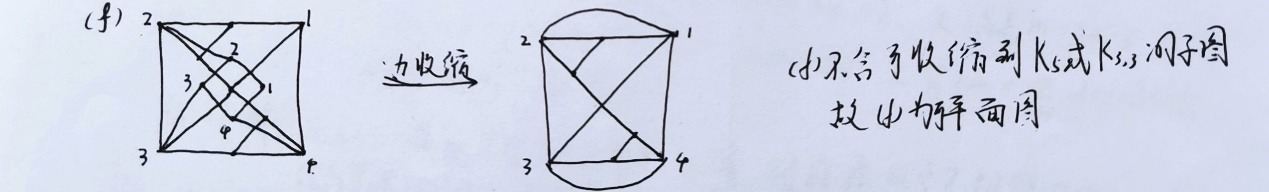 (f) 2 1
2
3 1
4
3 4
边收缩
2 1
3 4
(f)不含可收缩到K5或K3,3的子图
故(f)为平面图